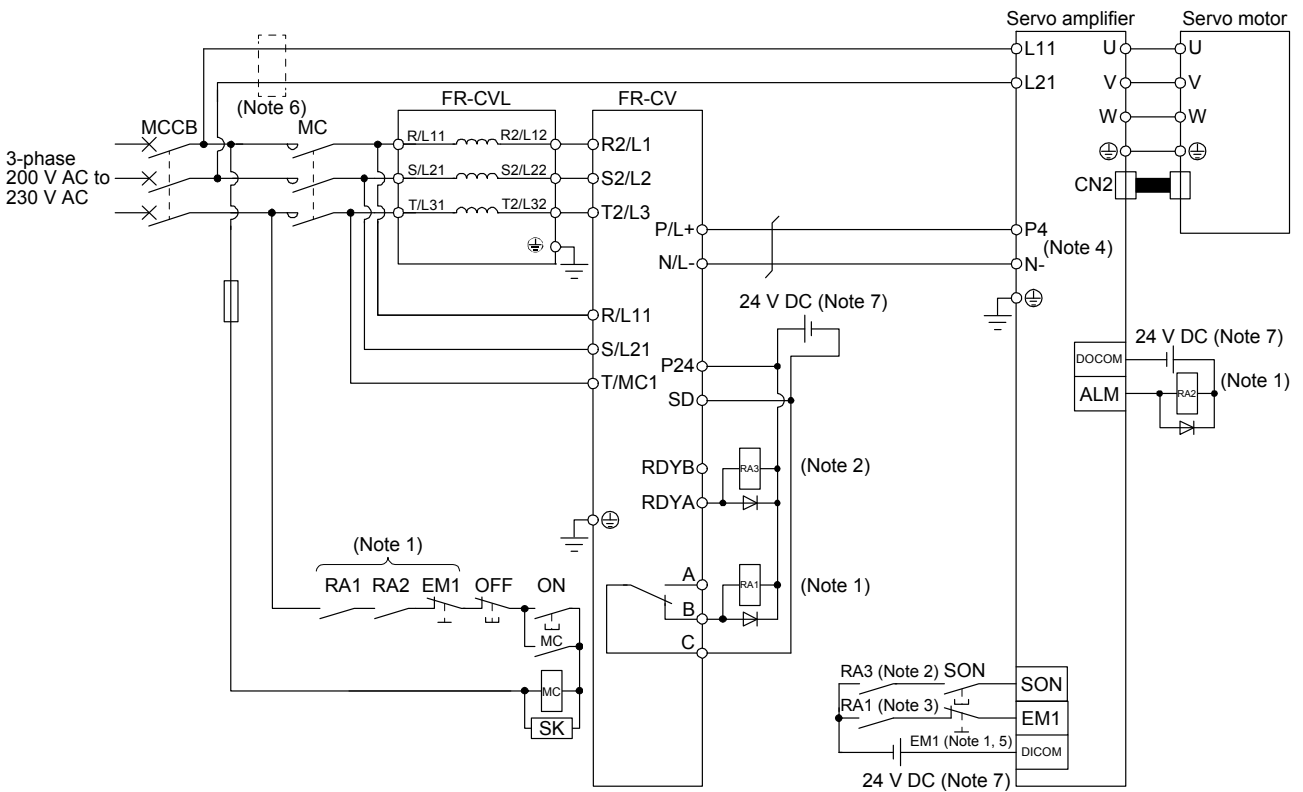 Servo amplifier
Servo motor
L11
U
U
L21
V
V
W
W
CN2
(Note 6)
FR-CVL
FR-CV
MCCB
MC
R/L11
R2/L12
R2/L1
3-phase
200 V AC to
230 V AC
S/L21
S2/L22
S2/L2
T/L31
T2/L32
T2/L3
P/L+
P4
(Note 4)
N/L-
N-
24 V DC (Note 7)
R/L11
S/L21
T/MC1
P24
SD
24 V DC (Note 7)
DOCOM
ALM
RA2
(Note 1)
RDYB
RA3
(Note 2)
RDYA
(Note 1)
RA1
RA2
EM1
OFF
ON
MC
MC
SK
A
B
C
RA1
(Note 1)
RA3 (Note 2)
SON
SON
RA1 (Note 3)
EM1
EM1 (Note 1, 5)
DICOM
24 V DC (Note 7)